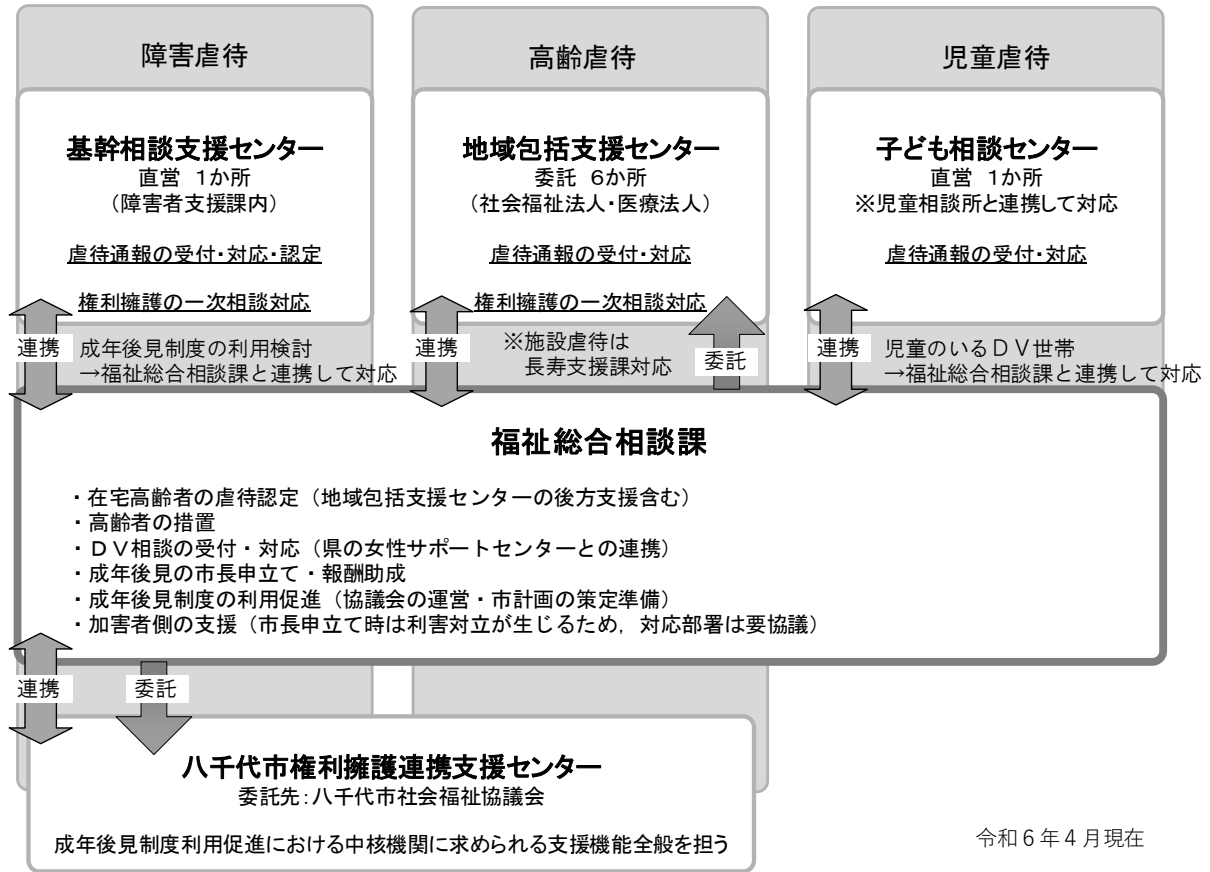 障害虐待
基幹相談支援センター
直営 1か所
（障害者支援課内）
虐待通報の受付・対応・認定
権利擁護の一次相談対応
連携
成年後見制度の利用検討
→福祉総合相談課と連携して対応
高齢虐待
地域包括支援センター
委託 6か所
（社会福祉法人・医療法人）
虐待通報の受付・対応
権利擁護の一次相談対応
連携
※施設虐待は
長寿支援課対応
委託
児童虐待
子ども相談センター
直営 1か所
※児童相談所と連携して対応
虐待通報の受付・対応
連携
児童のいるＤＶ世帯
→福祉総合相談課と連携して対応
福祉総合相談課
・在宅高齢者の虐待認定（地域包括支援センターの後方支援含む）
・高齢者の措置
・ＤＶ相談の受付・対応（県の女性サポートセンターとの連携）
・成年後見の市長申立て・報酬助成
・成年後見制度の利用促進（協議会の運営・市計画の策定準備）
・加害者側の支援（市長申立て時は利害対立が生じるため，対応部署は要協議）
連携
委託
八千代市権利擁護連携支援センター
委託先：八千代市社会福祉協議会
成年後見制度利用促進における中核機関に求められる支援機能全般を担う
令和６年４月現在